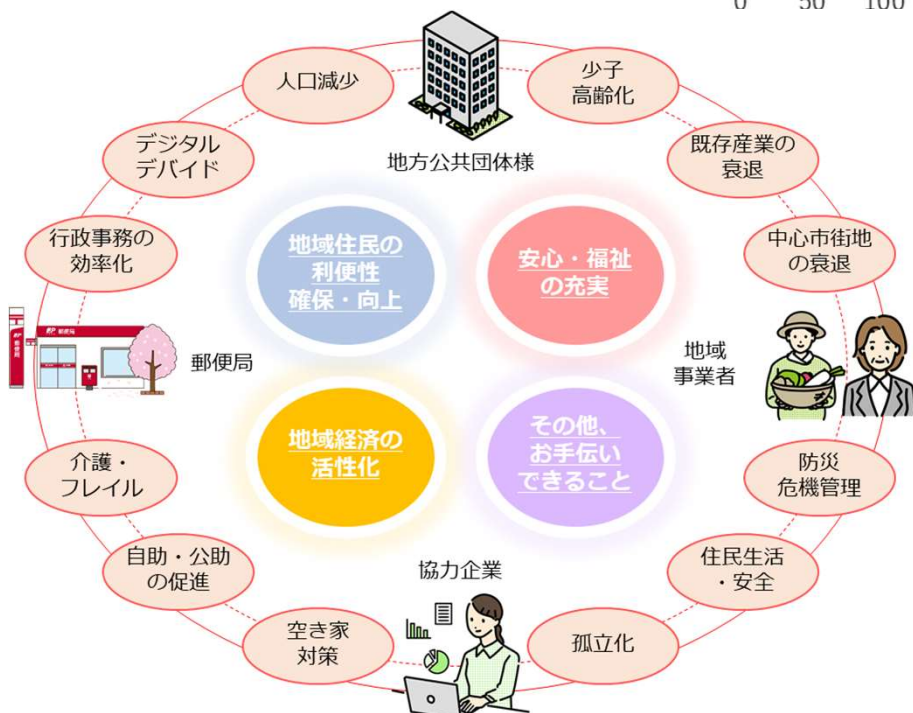 0 50 100
人口減少
少子
高齢化
地方公共団体様
デジタル
デバイド
既存産業の
衰退
行政事務の
効率化
地域住民の
利便性
確保・向上
安心・福祉
の充実
中心市街地
の衰退
郵便局
郵便局
地域
事業者
地域経済の
活性化
その他、
お手伝い
できること
介護・
フレイル
防災
危機管理
自助・公助
の促進
協力企業
住民生活
・安全
空き家
対策
孤立化